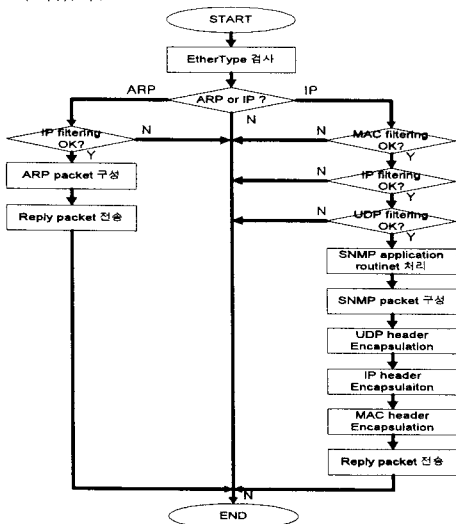 START
EtherType 검사
ARP
ARP or IP ?
IP
N
IP filtering
OK?
N
Y
ARP packet 구성
Reply packet 전송
MAC filtering
OK?
N
Y
IP filtering
OK?
N
Y
UDP filtering
OK?
N
Y
SNMP application
routinet 처리
SNMP packet 구성
UDP header
Encapsulation
IP header
Encapsulaiton
MAC header
Encapsulation
Reply packet 전송
N
END